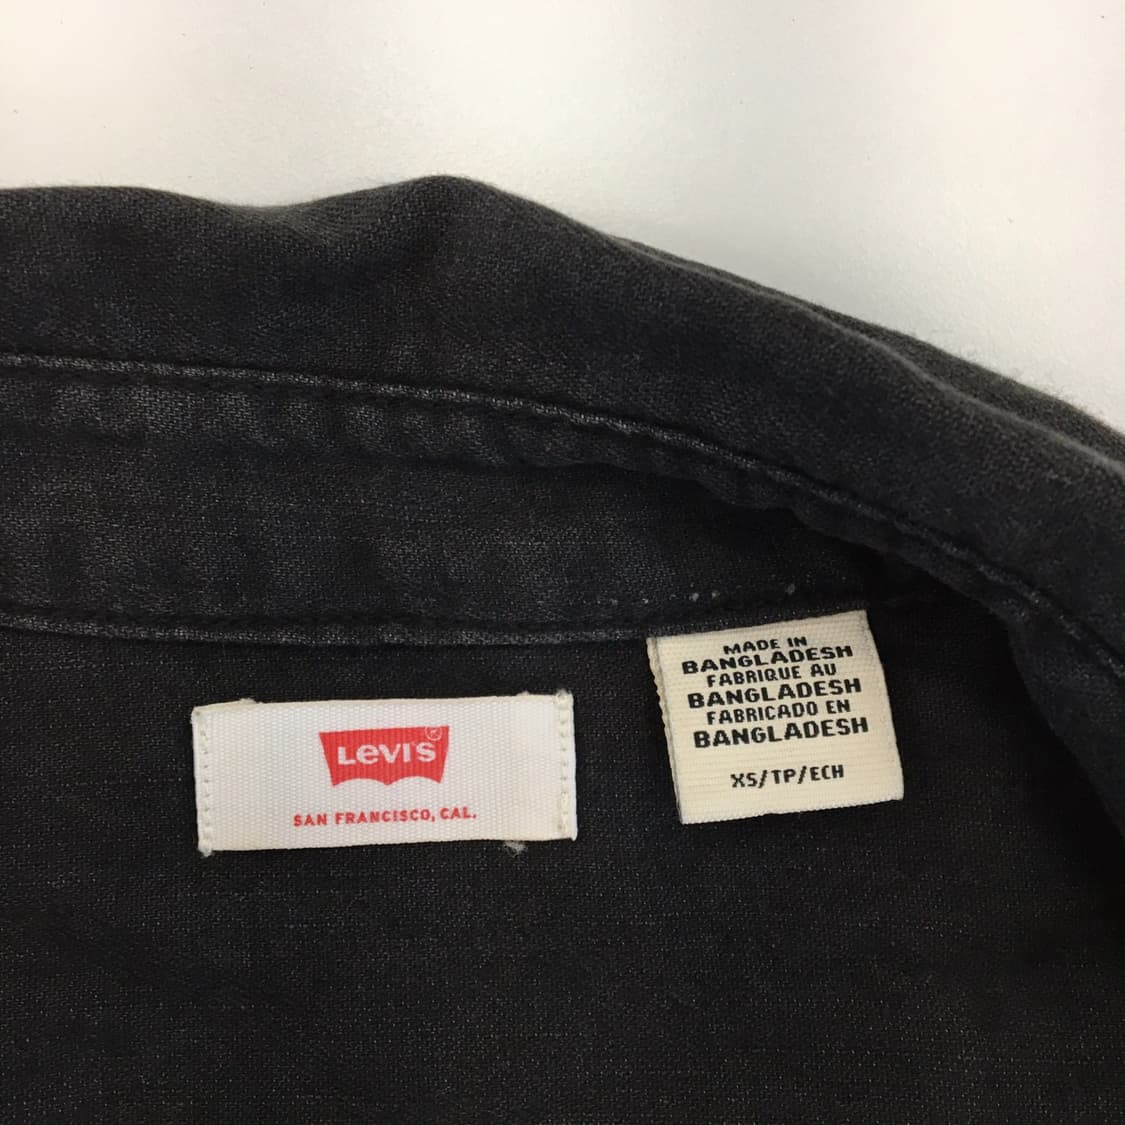 LEVI'S®
SAN FRANCISCO, CAL.
MADE IN
BANGLADESH
FABRIQUE AU
BANGLADESH
FABRICADO EN
BANGLADESH
XS/TP/ECH